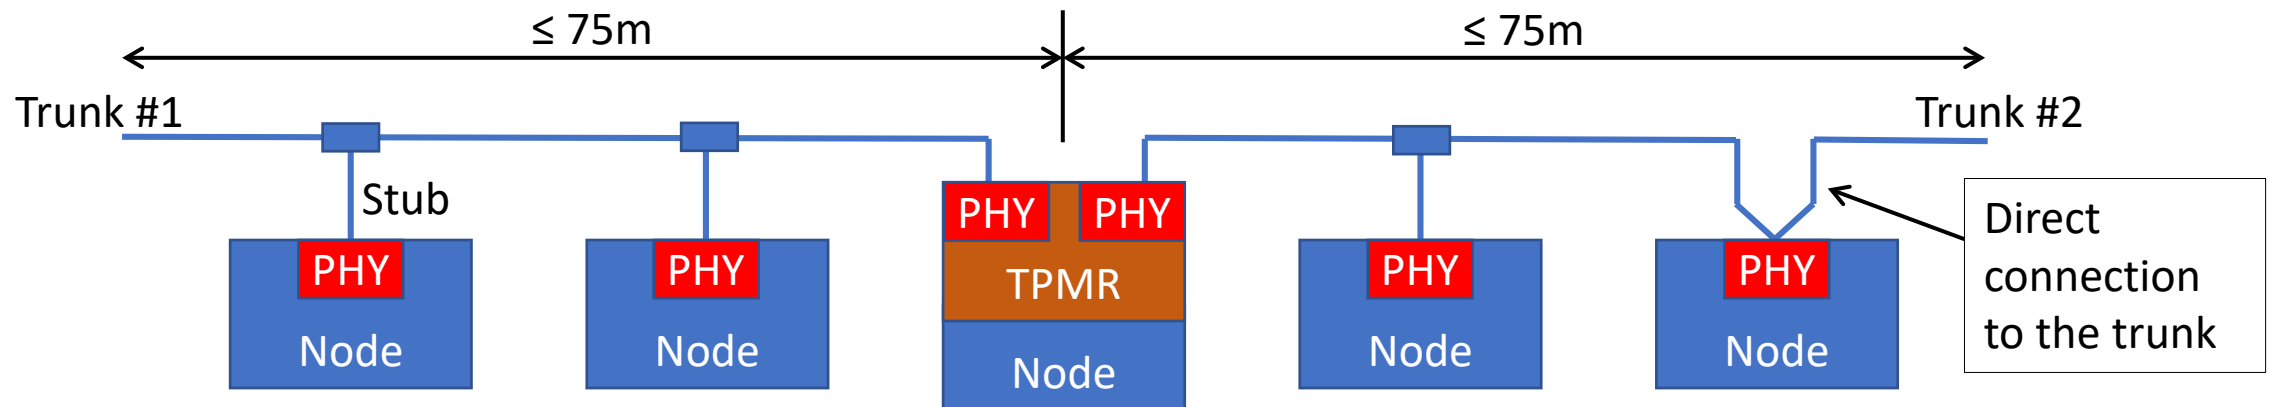 ≤ 75m
≤ 75m
Trunk #1
Trunk #2
Stub
PHY
Node
PHY
Node
PHY
PHY
TPMR
Node
PHY
Node
PHY
Node
Direct
connection
to the trunk